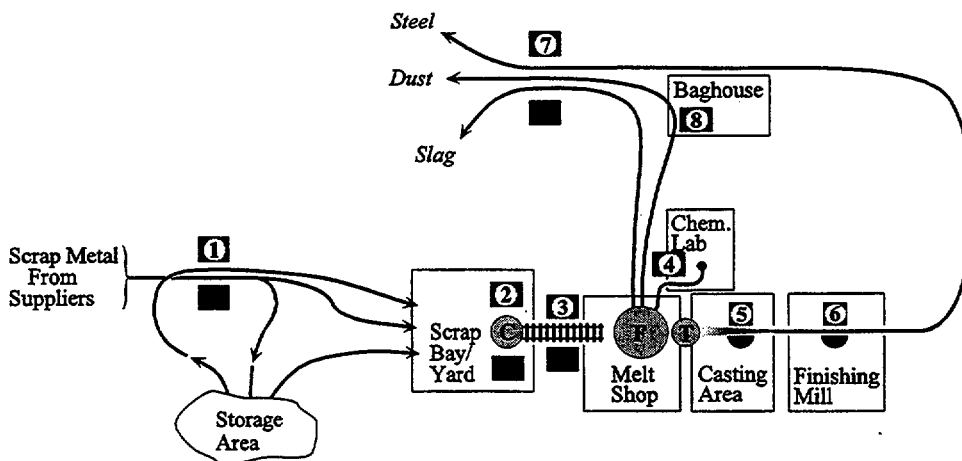 Steel
7
Dust
Baghouse
8
Slag
Chem.
Lab
4
Scrap Metal
From
Suppliers
1
2
3
5
6
C
F
T
Scrap
Bay/
Yard
Melt
Shop
Casting
Area
Finishing
Mill
Storage
Area